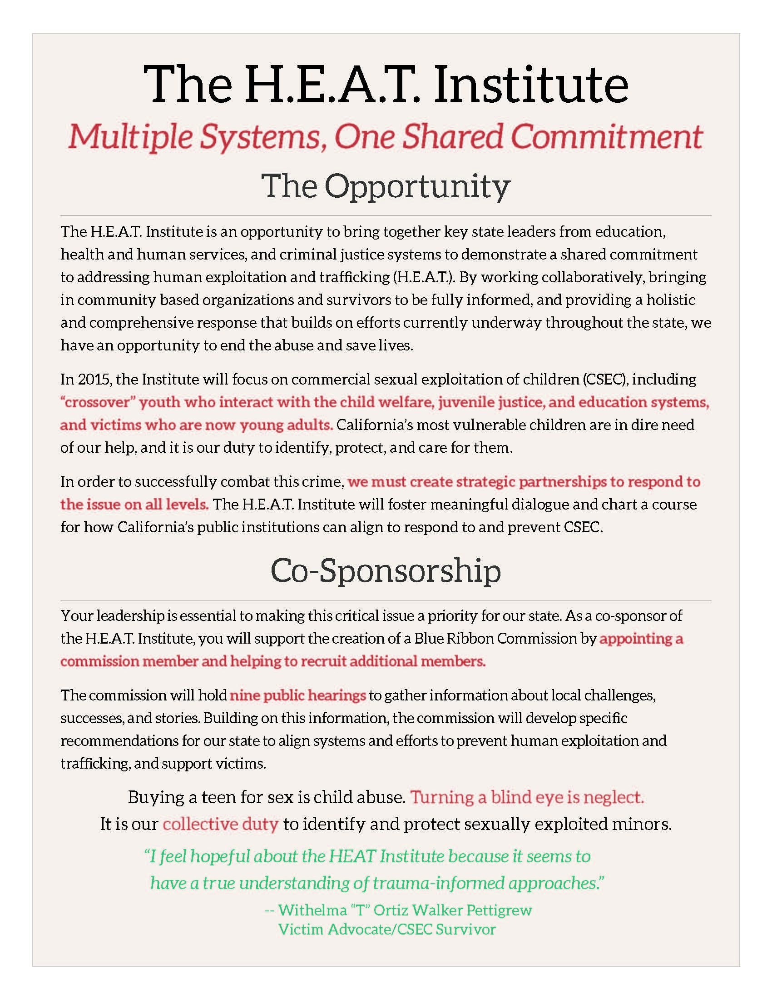 The H.E.A.T. Institute
Multiple Systems, One Shared Commitment
The Opportunity
The H.E.A.T. Institute is an opportunity to bring together key state leaders from education,
health and human services, and criminal justice systems to demonstrate a shared commitment
to addressing human exploitation and trafficking (H.E.A.T.). By working collaboratively, bringing
in community based organizations and survivors to be fully informed, and providing a holistic
and comprehensive response that builds on efforts currently underway throughout the state, we
have an opportunity to end the abuse and save lives.
In 2015, the Institute will focus on commercial sexual exploitation of children (CSEC), including
“crossover” youth who interact with the child welfare, juvenile justice, and education systems,
and victims who are now young adults. California’s most vulnerable children are in dire need
of our help, and it is our duty to identify, protect, and care for them.
In order to successfully combat this crime, we must create strategic partnerships to respond to
the issue on all levels. The H.E.A.T. Institute will foster meaningful dialogue and chart a course
for how California’s public institutions can align to respond to and prevent CSEC.
Co-Sponsorship
Your leadership is essential to making this critical issue a priority for our state. As a co-sponsor of
the H.E.A.T. Institute, you will support the creation of a Blue Ribbon Commission by appointing a
commission member and helping to recruit additional members.
The commission will hold nine public hearings to gather information about local challenges,
successes, and stories. Building on this information, the commission will develop specific
recommendations for our state to align systems and efforts to prevent human exploitation and
trafficking, and support victims.
Buying a teen for sex is child abuse. Turning a blind eye is neglect.
It is our collective duty to identify and protect sexually exploited minors.
“I feel hopeful about the HEAT Institute because it seems to
have a true understanding of trauma-informed approaches.”
-- Withelma “T” Ortiz Walker Pettigrew
Victim Advocate/CSEC Survivor